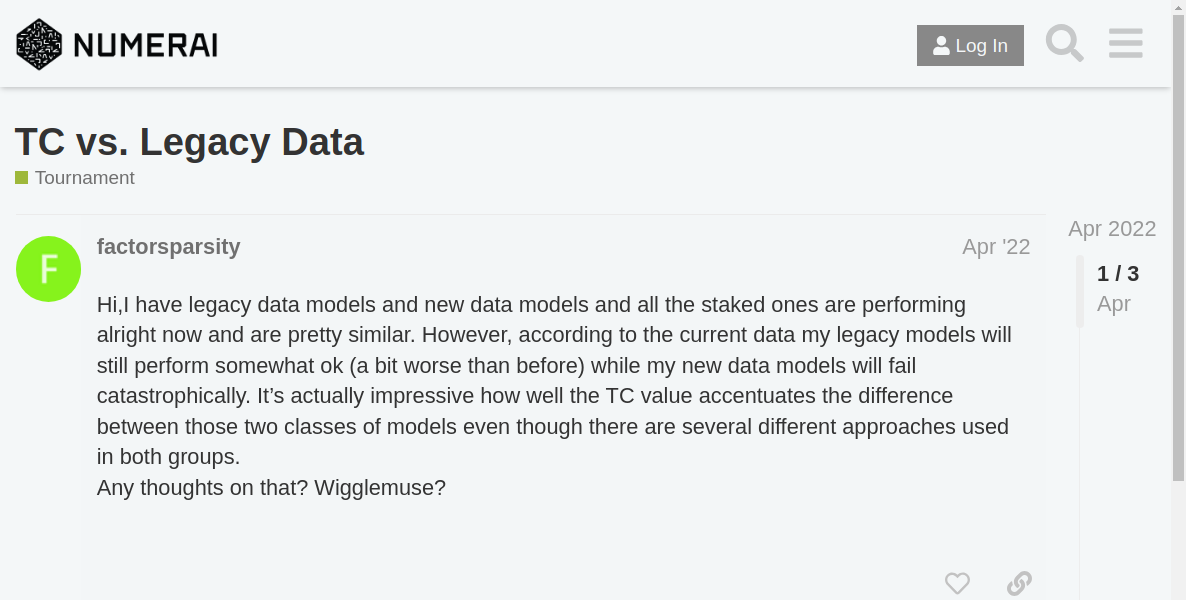 NUMERAI
Log In
TC vs. Legacy Data
Tournament
Apr 2022
F
factorsparsity
Apr '22
1 / 3
Apr
Hi,I have legacy data models and new data models and all the staked ones are performing
alright now and are pretty similar. However, according to the current data my legacy models will
still perform somewhat ok (a bit worse than before) while my new data models will fail
catastrophically. It’s actually impressive how well the TC value accentuates the difference
between those two classes of models even though there are several different approaches used
in both groups.
Any thoughts on that? Wigglemuse?